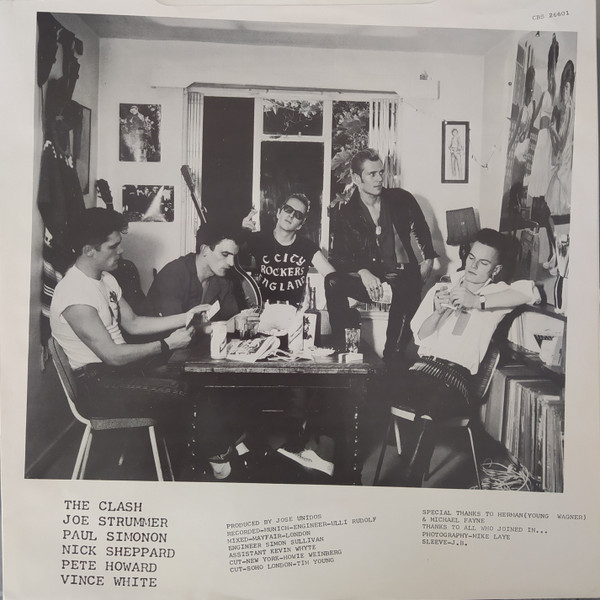 CBS 26601
C CITY
ROCKERS
ENGLAND
THE CLASH
JOE STRUMMER
PAUL SIMONON
NICK SHEPPARD
PETE HOWARD
VINCE WHITE
PRODUCED BY JOSE UNIDOS
RECORDED-MUNICH-ENGINEER-ULLI RUDOLF
MIXED-MAYFAIR-LONDON
ENGINEER SIMON SULLIVAN
ASSISTANT KEVIN WHYTE
CUT-NEW YORK-HOWIE WEINBERG
CUT-SOHO LONDON-TIM YOUNG
SPECIAL THANKS TO HERMAN(YOUNG WAGNER)
& MICHAEL FAYNE
THANKS TO ALL WHO JOINED IN...
PHOTOGRAPHY-MIKE LAYE
SLEEVE-J.H.